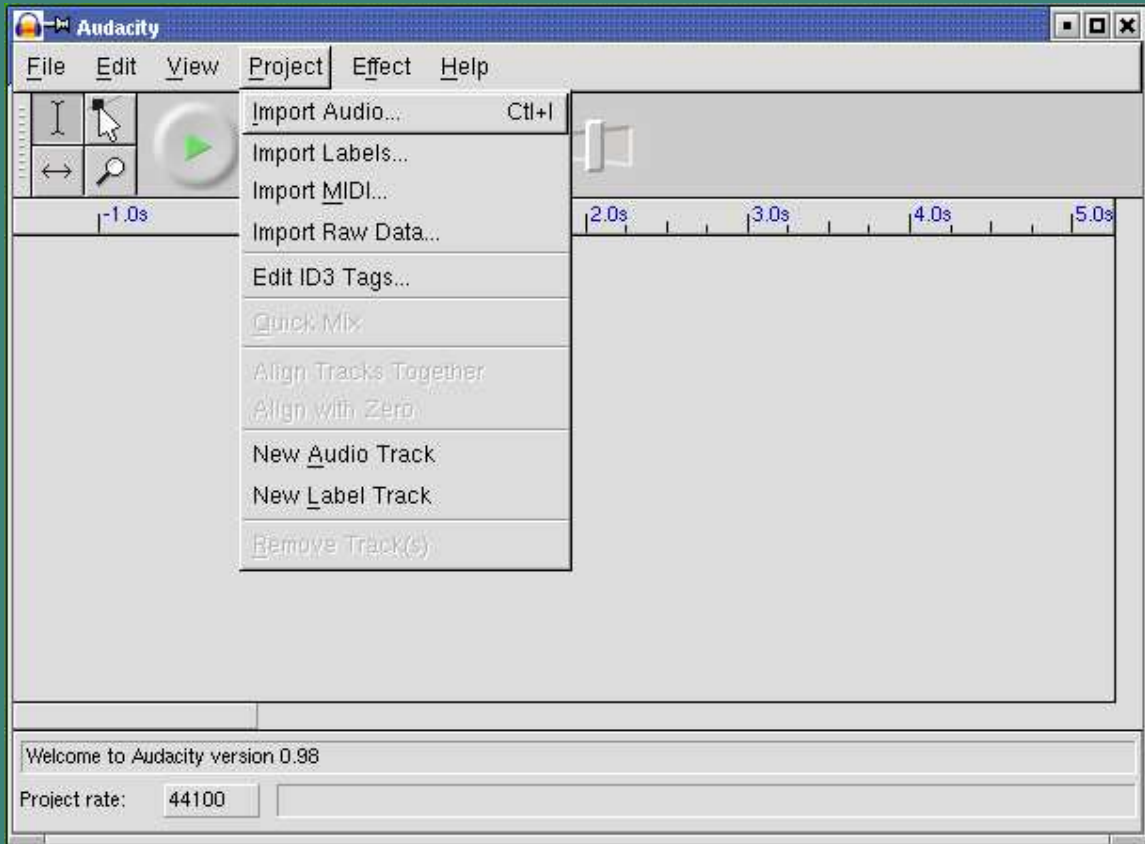 Audacity
File Edit View Project Effect Help
Import Audio... Ctl+I
Import Labels...
Import MIDI...
Import Raw Data...
Edit ID3 Tags...
Quick Mix
Align Tracks Together
Align with Zero
New Audio Track
New Label Track
Remove Track(s)
-1.0s 2.0s 3.0s 4.0s 5.0s
Welcome to Audacity version 0.98
Project rate: 44100